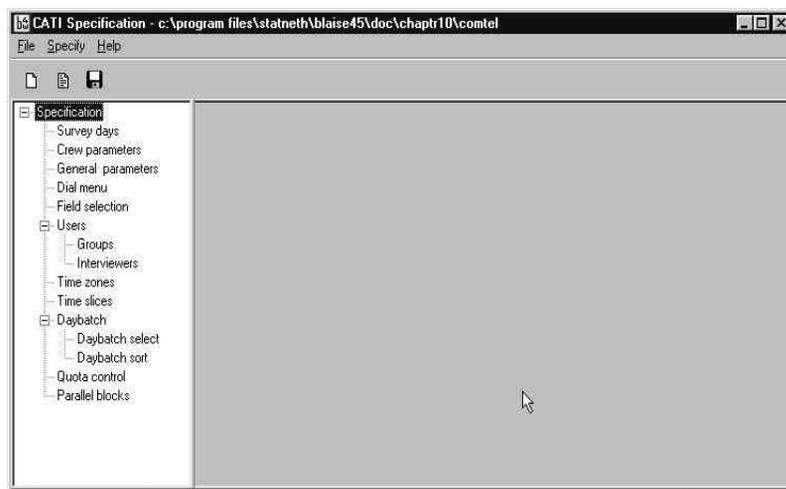 CATI Specification - c:\program files\statneth\blaise45\doc\chaptr10\comtel
File Specify Help
Specification
Survey days
Crew parameters
General parameters
Dial menu
Field selection
Users
Groups
Interviewers
Time zones
Time slices
Daybatch
Daybatch select
Daybatch sort
Quota control
Parallel blocks